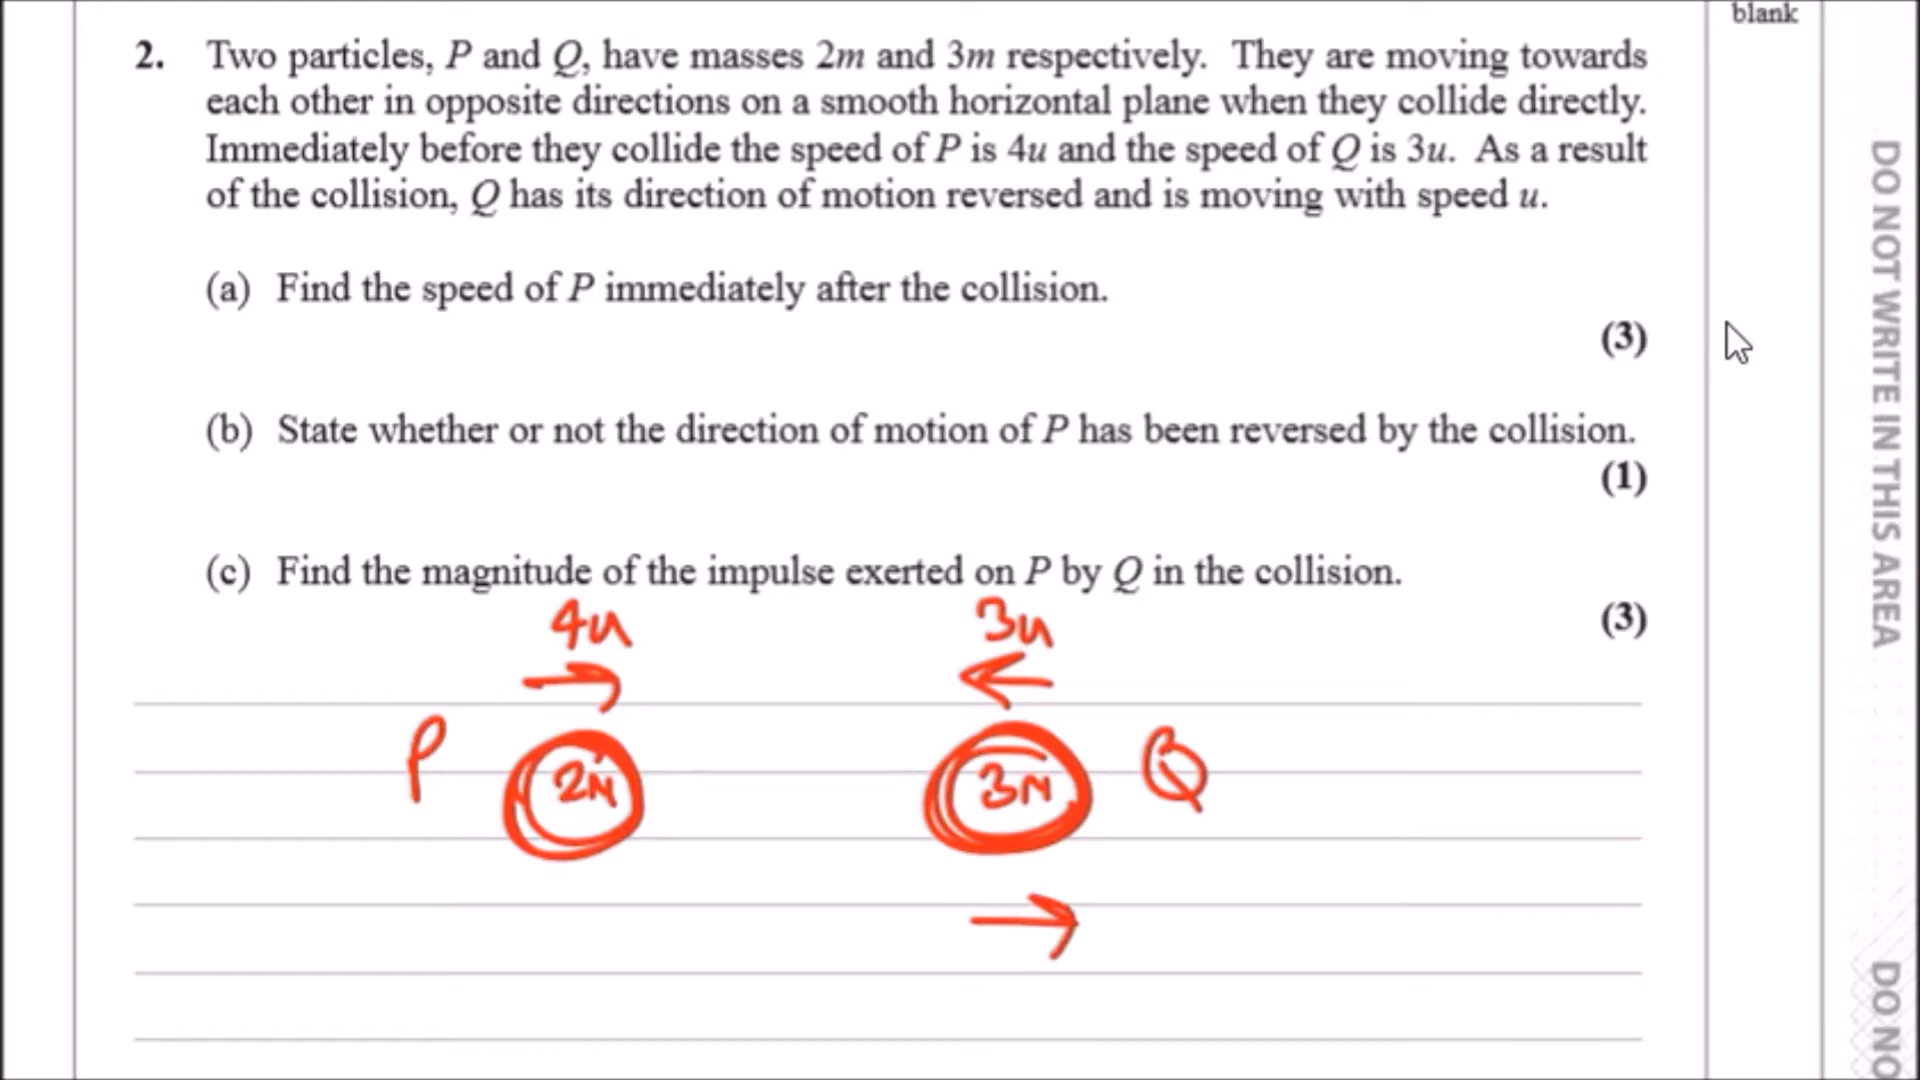 blank
2. Two particles, P and Q, have masses 2m and 3m respectively. They are moving towards
each other in opposite directions on a smooth horizontal plane when they collide directly.
Immediately before they collide the speed of P is 4u and the speed of Q is 3u. As a result
of the collision, Q has its direction of motion reversed and is moving with speed u.
(a) Find the speed of P immediately after the collision.
(3)
(b) State whether or not the direction of motion of P has been reversed by the collision.
(1)
(c) Find the magnitude of the impulse exerted on P by Q in the collision.
(3)
4u 3u
P 2m 3m Q
DO NOT WRITE IN THIS AREA
DO NO